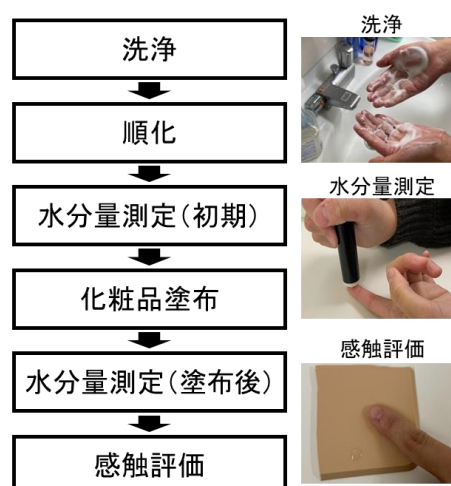 洗浄
順化
水分量測定(初期)
化粧品塗布
水分量測定(塗布後)
感触評価
洗浄
水分量測定
感触評価